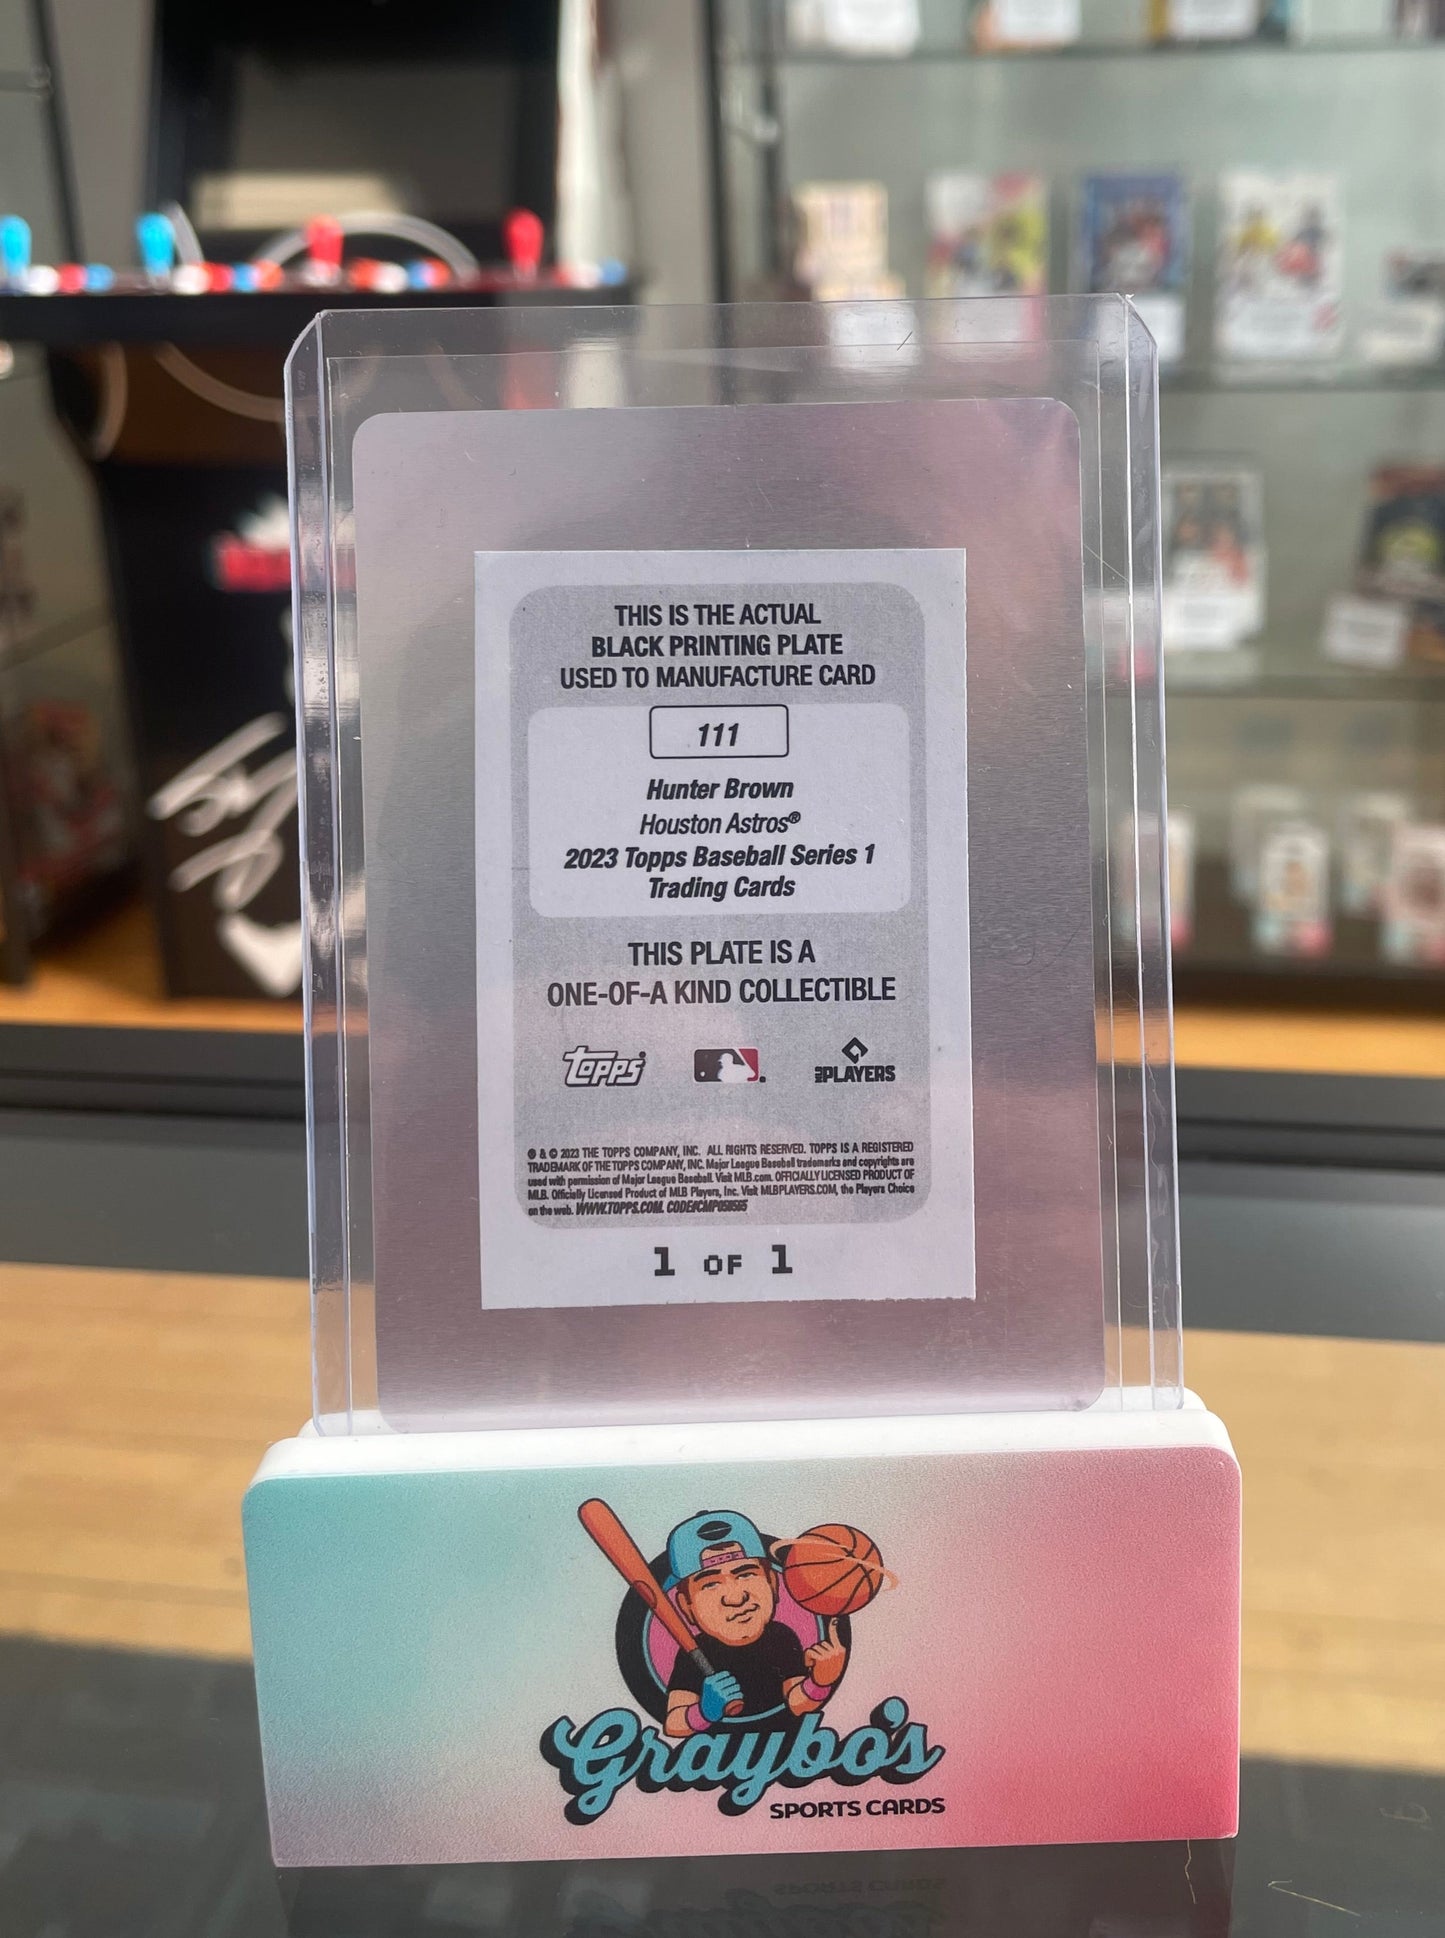 THIS IS THE ACTUAL
BLACK PRINTING PLATE
USED TO MANUFACTURE CARD
111
Hunter Brown
Houston Astros®
2023 Topps Baseball Series 1
Trading Cards
THIS PLATE IS A
ONE-OF-A KIND COLLECTIBLE
Topps
MLB PLAYERS
® & © 2023 THE TOPPS COMPANY, INC. ALL RIGHTS RESERVED. TOPPS IS A REGISTERED
TRADEMARK OF THE TOPPS COMPANY, INC. Major League Baseball trademarks and copyrights are
used with permission of Major League Baseball. Visit MLB.com. OFFICIALLY LICENSED PRODUCT OF
MLB. Officially Licensed Product of MLB Players, Inc. Visit MLBPLAYERS.COM, the Players Choice
on the web. WWW.TOPPS.COM. CODE#CMP058565
1 OF 1
Graybo's
SPORTS CARDS